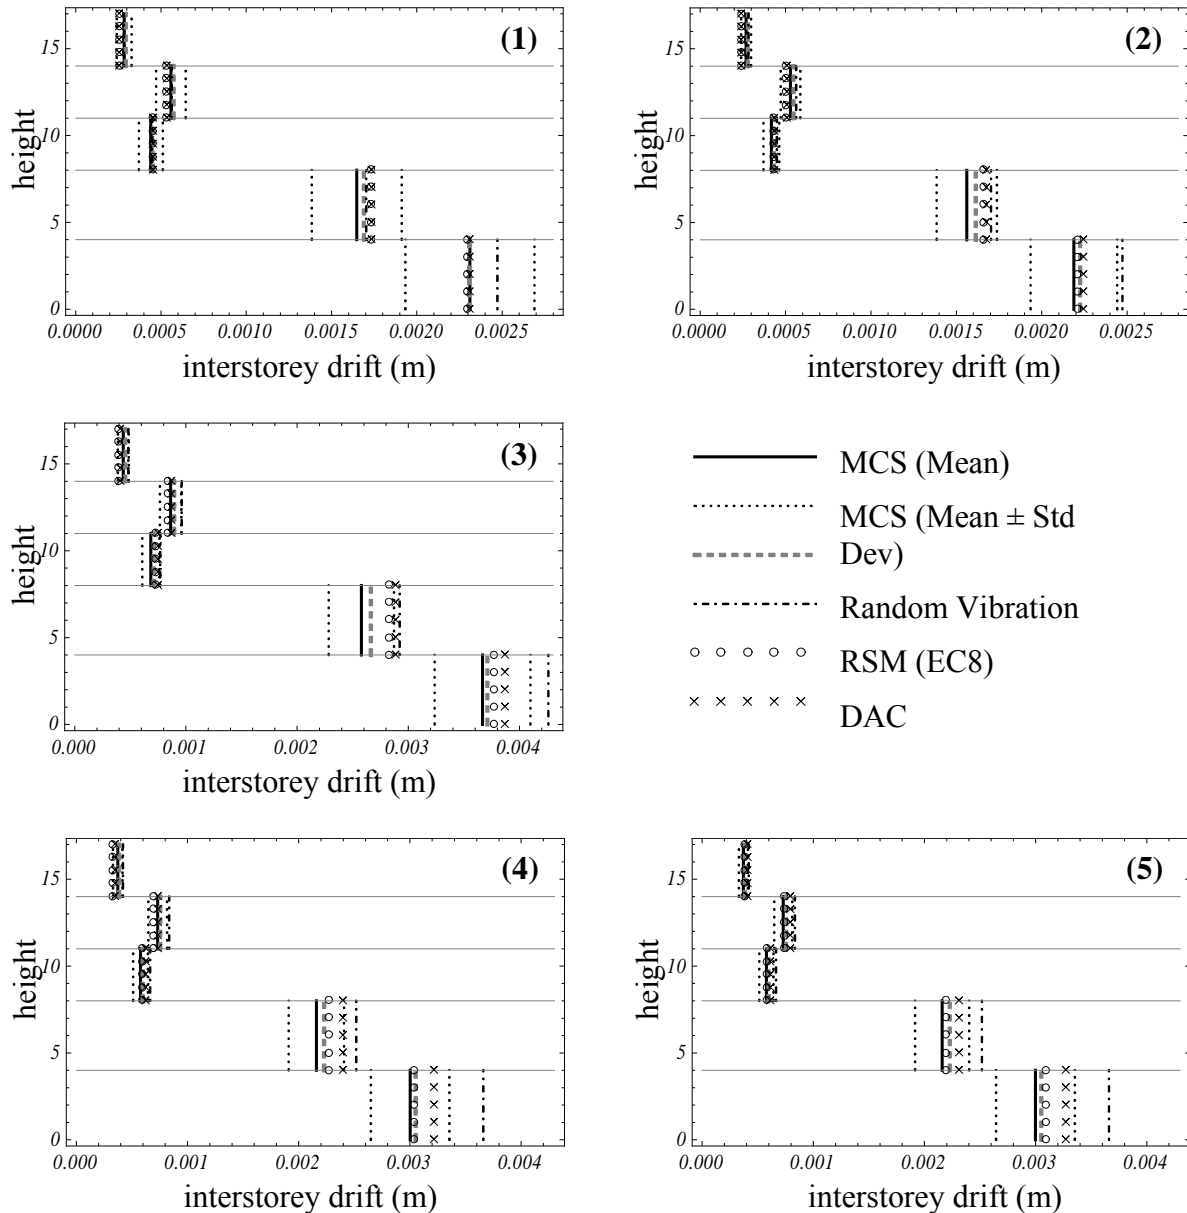 (1)
15
10
5
0
height
0.0000 0.0005 0.0010 0.0015 0.0020 0.0025
interstorey drift (m)
(2)
15
10
5
0
height
0.0000 0.0005 0.0010 0.0015 0.0020 0.0025
interstorey drift (m)
(3)
15
10
5
0
height
0.000 0.001 0.002 0.003 0.004
interstorey drift (m)
MCS (Mean)
MCS (Mean ± Std
Dev)
Random Vibration
RSM (EC8)
DAC
(4)
15
10
5
0
height
0.000 0.001 0.002 0.003 0.004
interstorey drift (m)
(5)
15
10
5
0
height
0.000 0.001 0.002 0.003 0.004
interstorey drift (m)